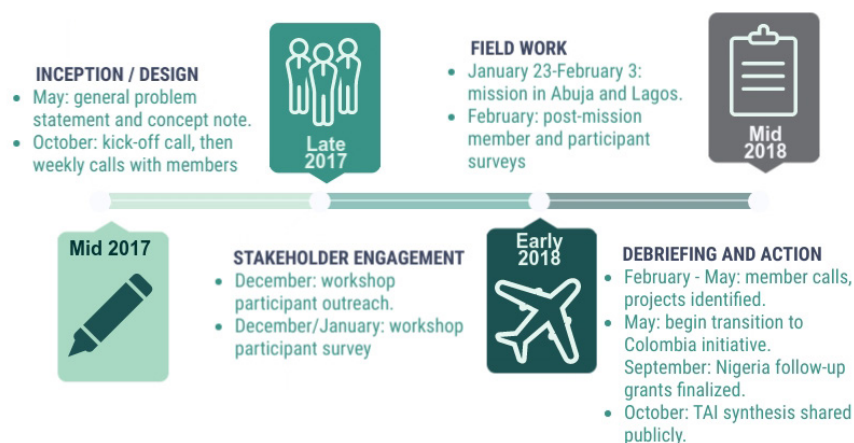 INCEPTION / DESIGN
• May: general problem
statement and concept note.
• October: kick-off call, then
weekly calls with members
Late
2017
FIELD WORK
• January 23-February 3:
mission in Abuja and Lagos.
• February: post-mission
member and participant
surveys
Mid
2018
Mid 2017
STAKEHOLDER ENGAGEMENT
• December: workshop
participant outreach.
• December/January: workshop
participant survey
Early
2018
DEBRIEFING AND ACTION
• February - May: member calls,
projects identified.
• May: begin transition to
Colombia initiative.
September: Nigeria follow-up
grants finalized.
• October: TAI synthesis shared
publicly.